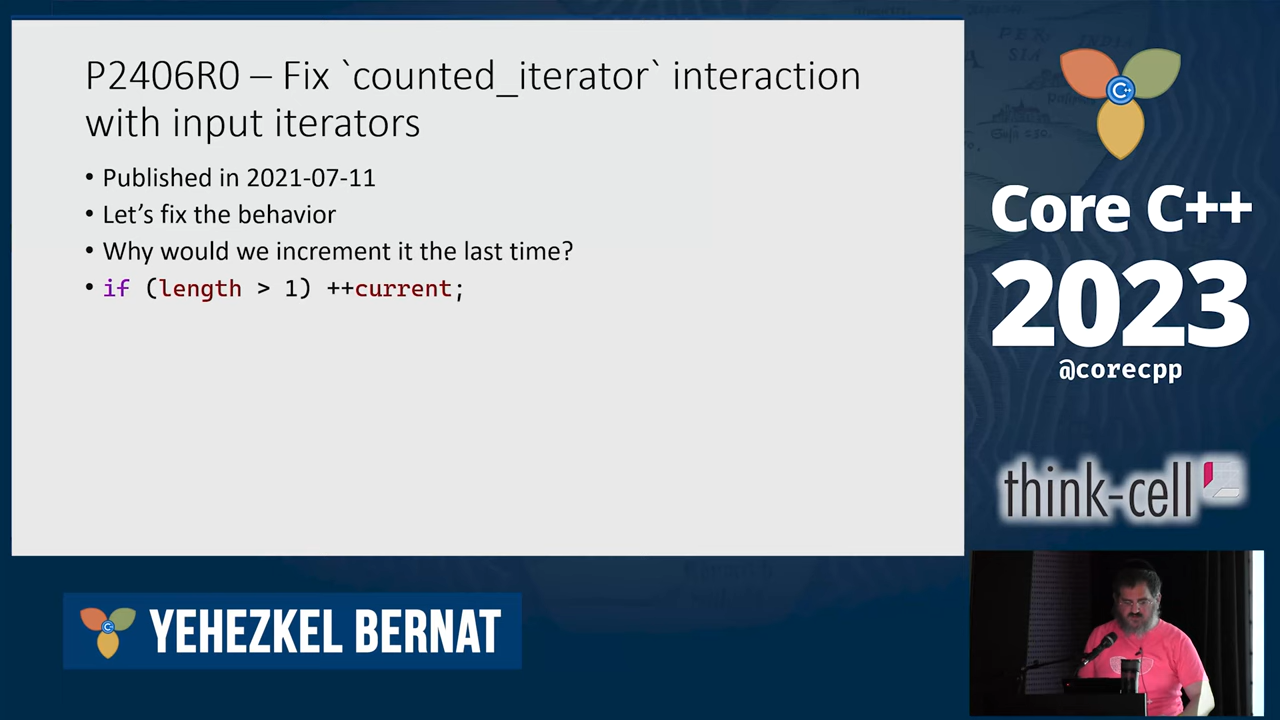 P2406R0 – Fix `counted_iterator` interaction
with input iterators
• Published in 2021-07-11
• Let's fix the behavior
• Why would we increment it the last time?
• if (length > 1) ++current;
C++
Core C++
2023
@corecpp
think-cell
YEHEZKEL BERNAT